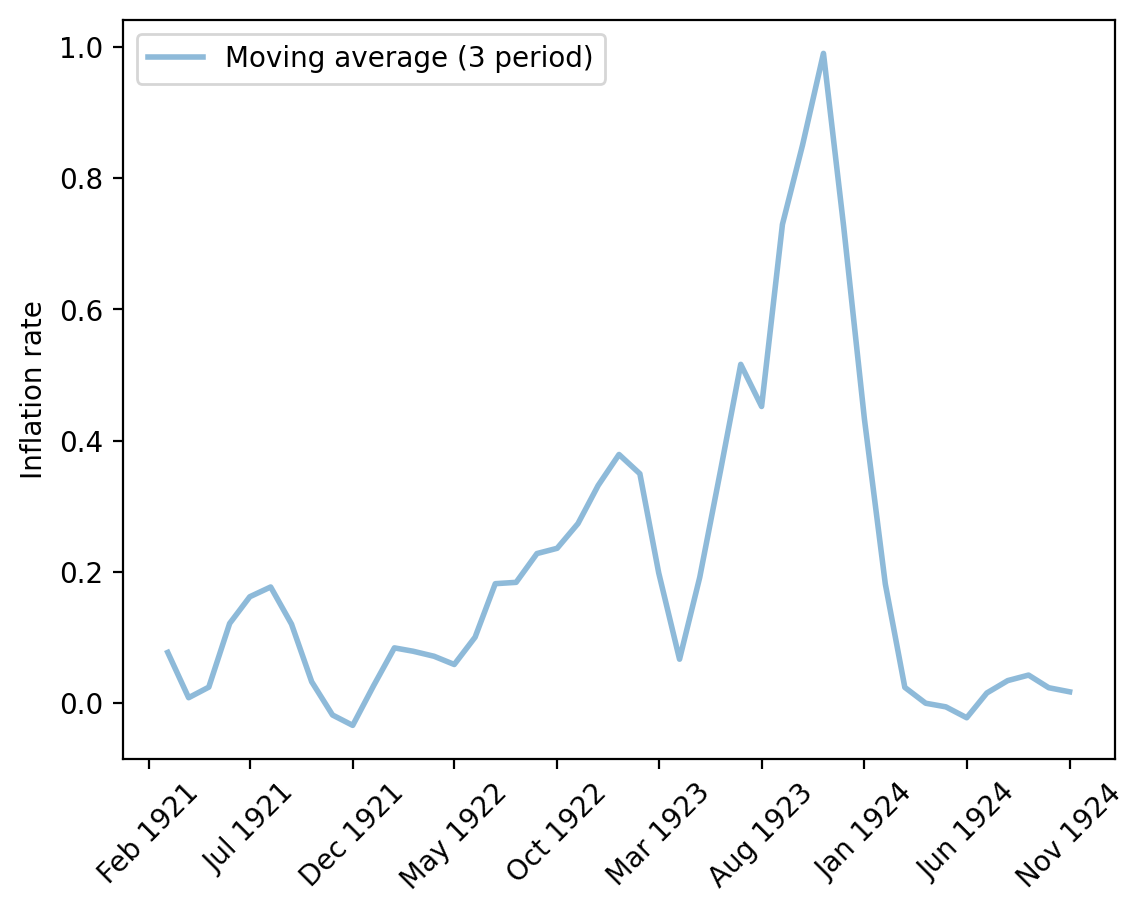 Moving average (3 period)
Inflation rate
1.0
0.8
0.6
0.4
0.2
0.0
Feb 1921
Jul 1921
Dec 1921
May 1922
Oct 1922
Mar 1923
Aug 1923
Jan 1924
Jun 1924
Nov 1924